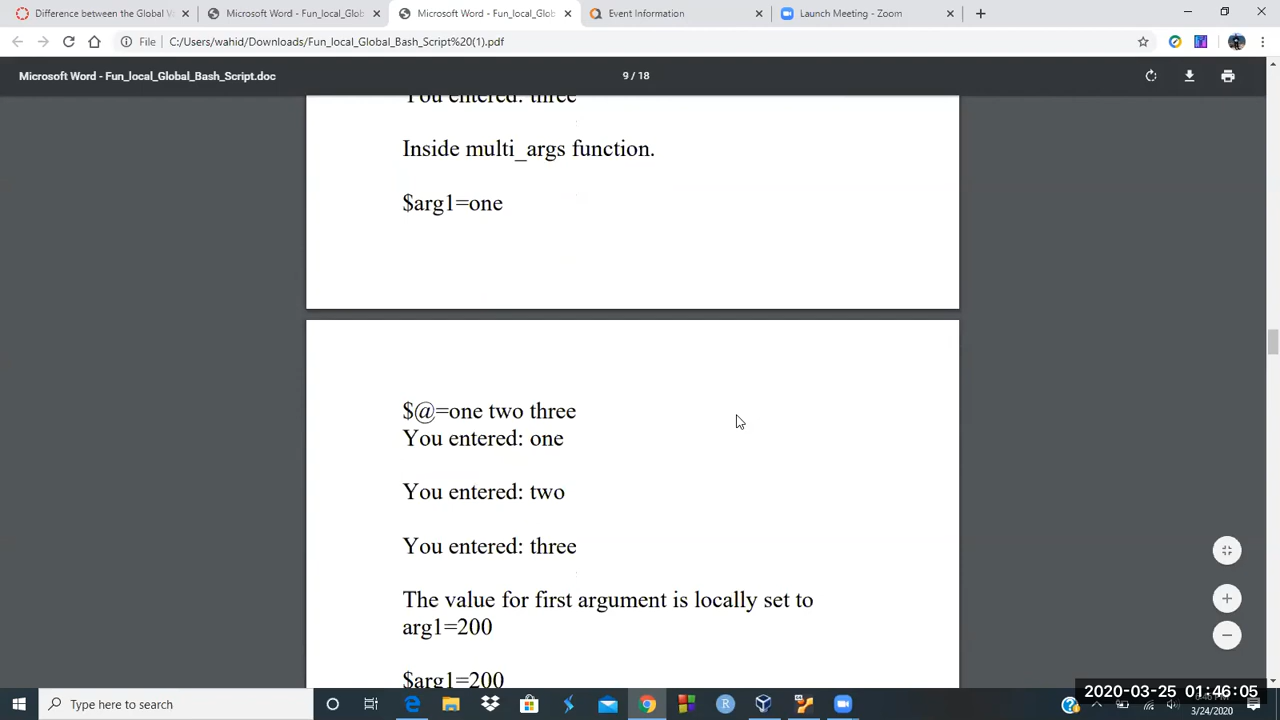 Difference between the Global V
Microsoft Word - Fun_local_Glob
Microsoft Word - Fun_local_Glob
Event Information
Launch Meeting - Zoom
File
C:/Users/wahid/Downloads/Fun_local_Global_Bash_Script%20(1).pdf
Microsoft Word - Fun_local_Global_Bash_Script.doc
9 / 18
You entered: three
Inside multi_args function.
$arg1=one
$@=one two three
You entered: one
You entered: two
You entered: three
The value for first argument is locally set to
arg1=200
$arg1=200
Type here to search
2020-03-25 01:46:05
3/24/2020